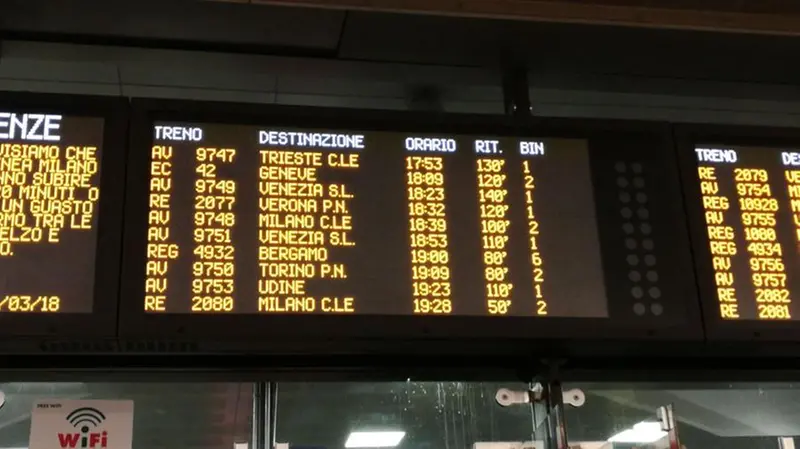 ENZE
VISIAMO CHE
NEA MILANO
NNO SUBIRE
0 MINUTI O
UN GUASTO
RMO TRA LE
ELZO E
O.
/03/18
TRENO DESTINAZIONE ORARIO RIT. BIN
AV 9747 TRIESTE C.LE 17:53 130' 1
EC 42 GENEVE 18:09 120' 2
AV 9749 VENEZIA S.L. 18:23 140' 1
RE 2077 VERONA P.N. 18:32 120' 1
AV 9748 MILANO C.LE 18:39 100' 2
AV 9751 VENEZIA S.L. 18:53 110' 1
REG 4932 BERGAMO 19:00 80' 6
AV 9750 TORINO P.N. 19:09 80' 2
AV 9753 UDINE 19:23 110' 1
RE 2080 MILANO C.LE 19:28 50' 2
TRENO DES
RE 2079 VE
AV 9754 MI
REG 10928
AV 9755
RE 1080
REG 4934
AV 9756
AV 9757
RE 2082
RE 2081
FREE WIFI
WiFi